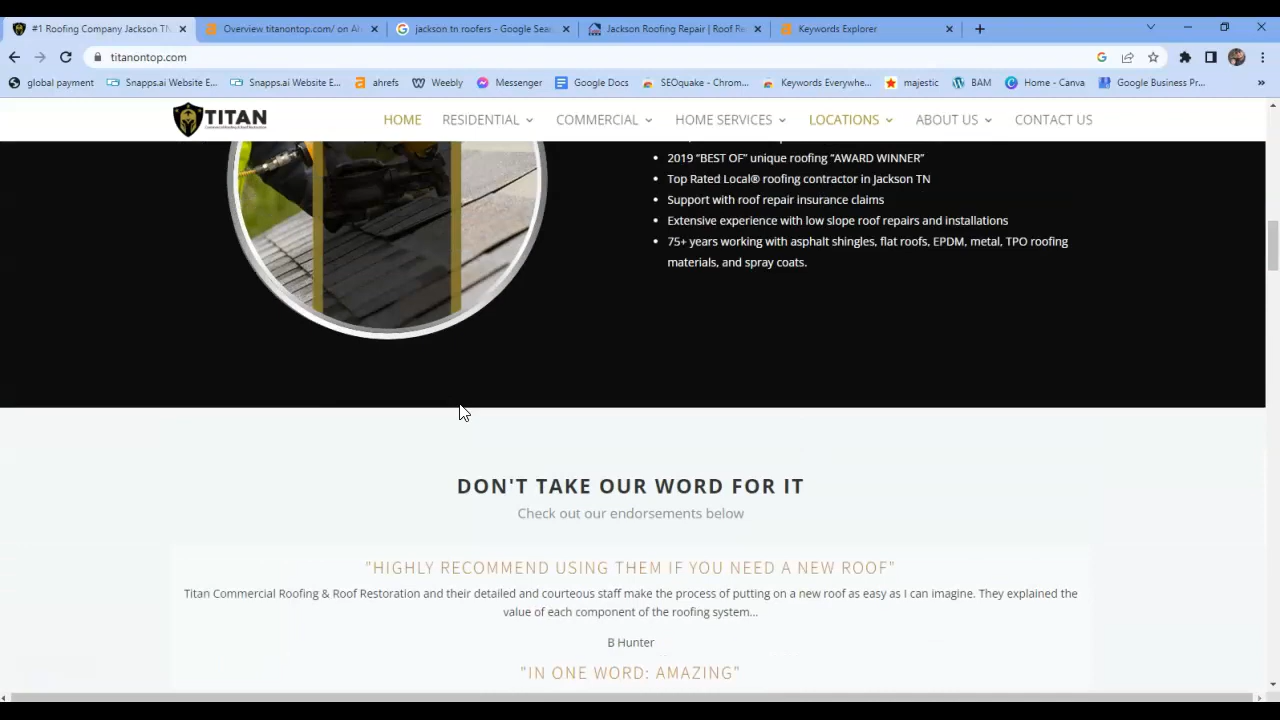 #1 Roofing Company Jackson TN
Overview titanontop.com/ on Ah
jackson tn roofers - Google Sea
Jackson Roofing Repair | Roof Re
Keywords Explorer
titanontop.com
global payment
Snapps.ai Website E...
Snapps.ai Website E...
ahrefs
Weebly
Messenger
Google Docs
SEOquake - Chrom...
Keywords Everywhe...
majestic
BAM
Home - Canva
Google Business Pr...
TITAN
HOME
RESIDENTIAL
COMMERCIAL
HOME SERVICES
LOCATIONS
ABOUT US
CONTACT US
2019 "BEST OF" unique roofing "AWARD WINNER"
Top Rated Local® roofing contractor in Jackson TN
Support with roof repair insurance claims
Extensive experience with low slope roof repairs and installations
75+ years working with asphalt shingles, flat roofs, EPDM, metal, TPO roofing
materials, and spray coats.
DON'T TAKE OUR WORD FOR IT
Check out our endorsements below
"HIGHLY RECOMMEND USING THEM IF YOU NEED A NEW ROOF"
Titan Commercial Roofing & Roof Restoration and their detailed and courteous staff make the process of putting on a new roof as easy as I can imagine. They explained the
value of each component of the roofing system...
B Hunter
"IN ONE WORD: AMAZING"